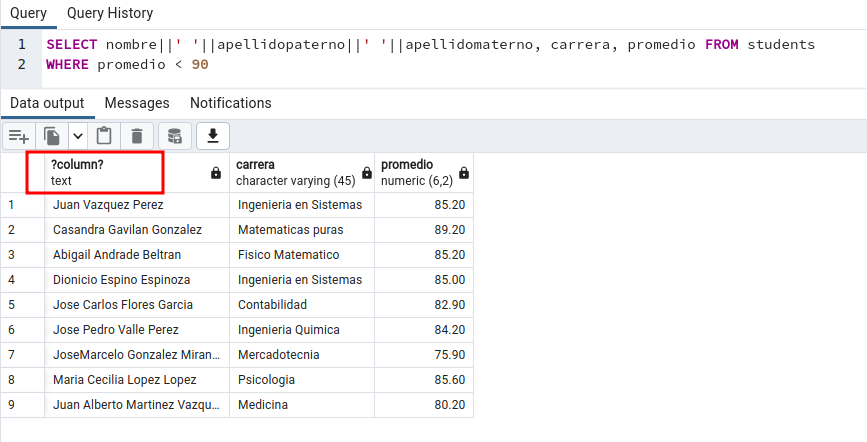 Query Query History
1 SELECT nombre||' '||apellidopaterno||' '||apellidomaterno, carrera, promedio FROM students
2 WHERE promedio < 90
Data output Messages Notifications
?column? carrera promedio
text character varying (45) numeric (6,2)
1 Juan Vazquez Perez Ingenieria en Sistemas 85.20
2 Casandra Gavilan Gonzalez Matematicas puras 89.20
3 Abigail Andrade Beltran Fisico Matematico 85.20
4 Dionicio Espino Espinoza Ingenieria en Sistemas 85.00
5 Jose Carlos Flores Garcia Contabilidad 82.90
6 Jose Pedro Valle Perez Ingenieria Quimica 84.20
7 JoseMarcelo Gonzalez Miran... Mercadotecnia 75.90
8 Maria Cecilia Lopez Lopez Psicologia 85.60
9 Juan Alberto Martinez Vazqu... Medicina 80.20